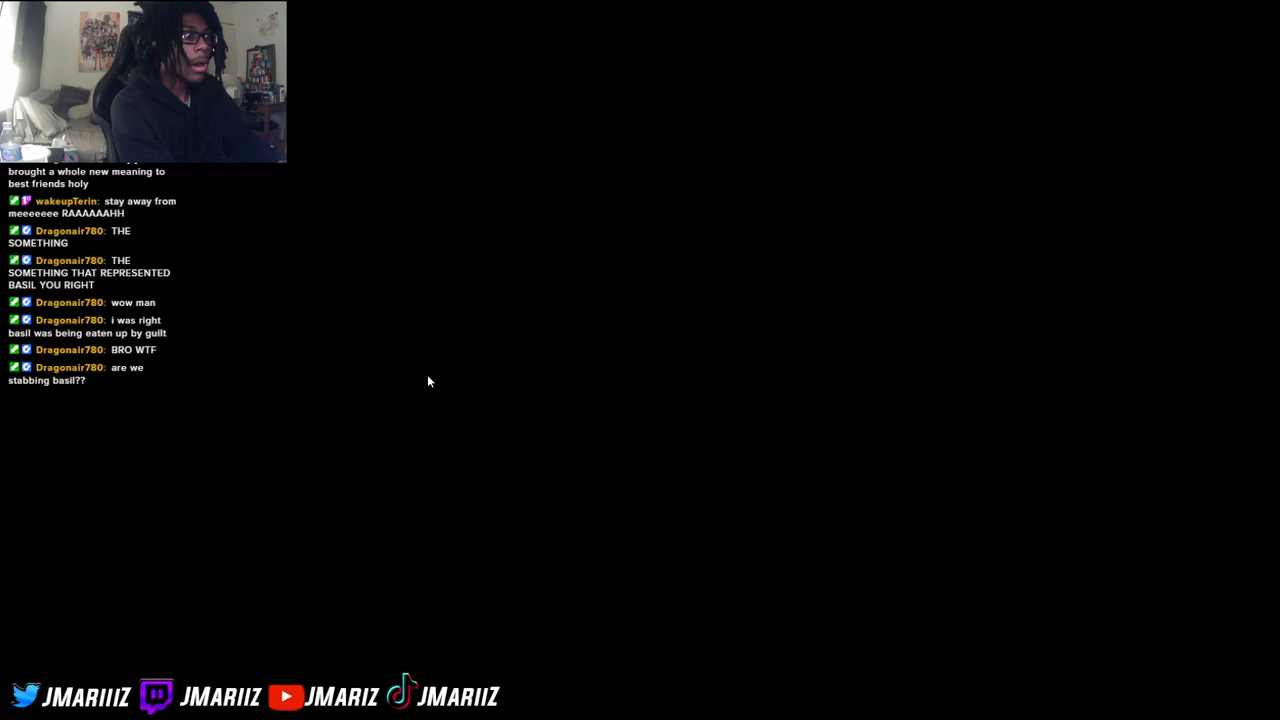 brought a whole new meaning to
best friends holy
wakeupTerin: stay away from
meeeeeee RAAAAAAHH
Dragonair780: THE
SOMETHING
Dragonair780: THE
SOMETHING THAT REPRESENTED
BASIL YOU RIGHT
Dragonair780: wow man
Dragonair780: i was right
basil was being eaten up by guilt
Dragonair780: BRO WTF
Dragonair780: are we
stabbing basil??
JMARIIIZ JMARIIZ JMARIZ JMARIIZ